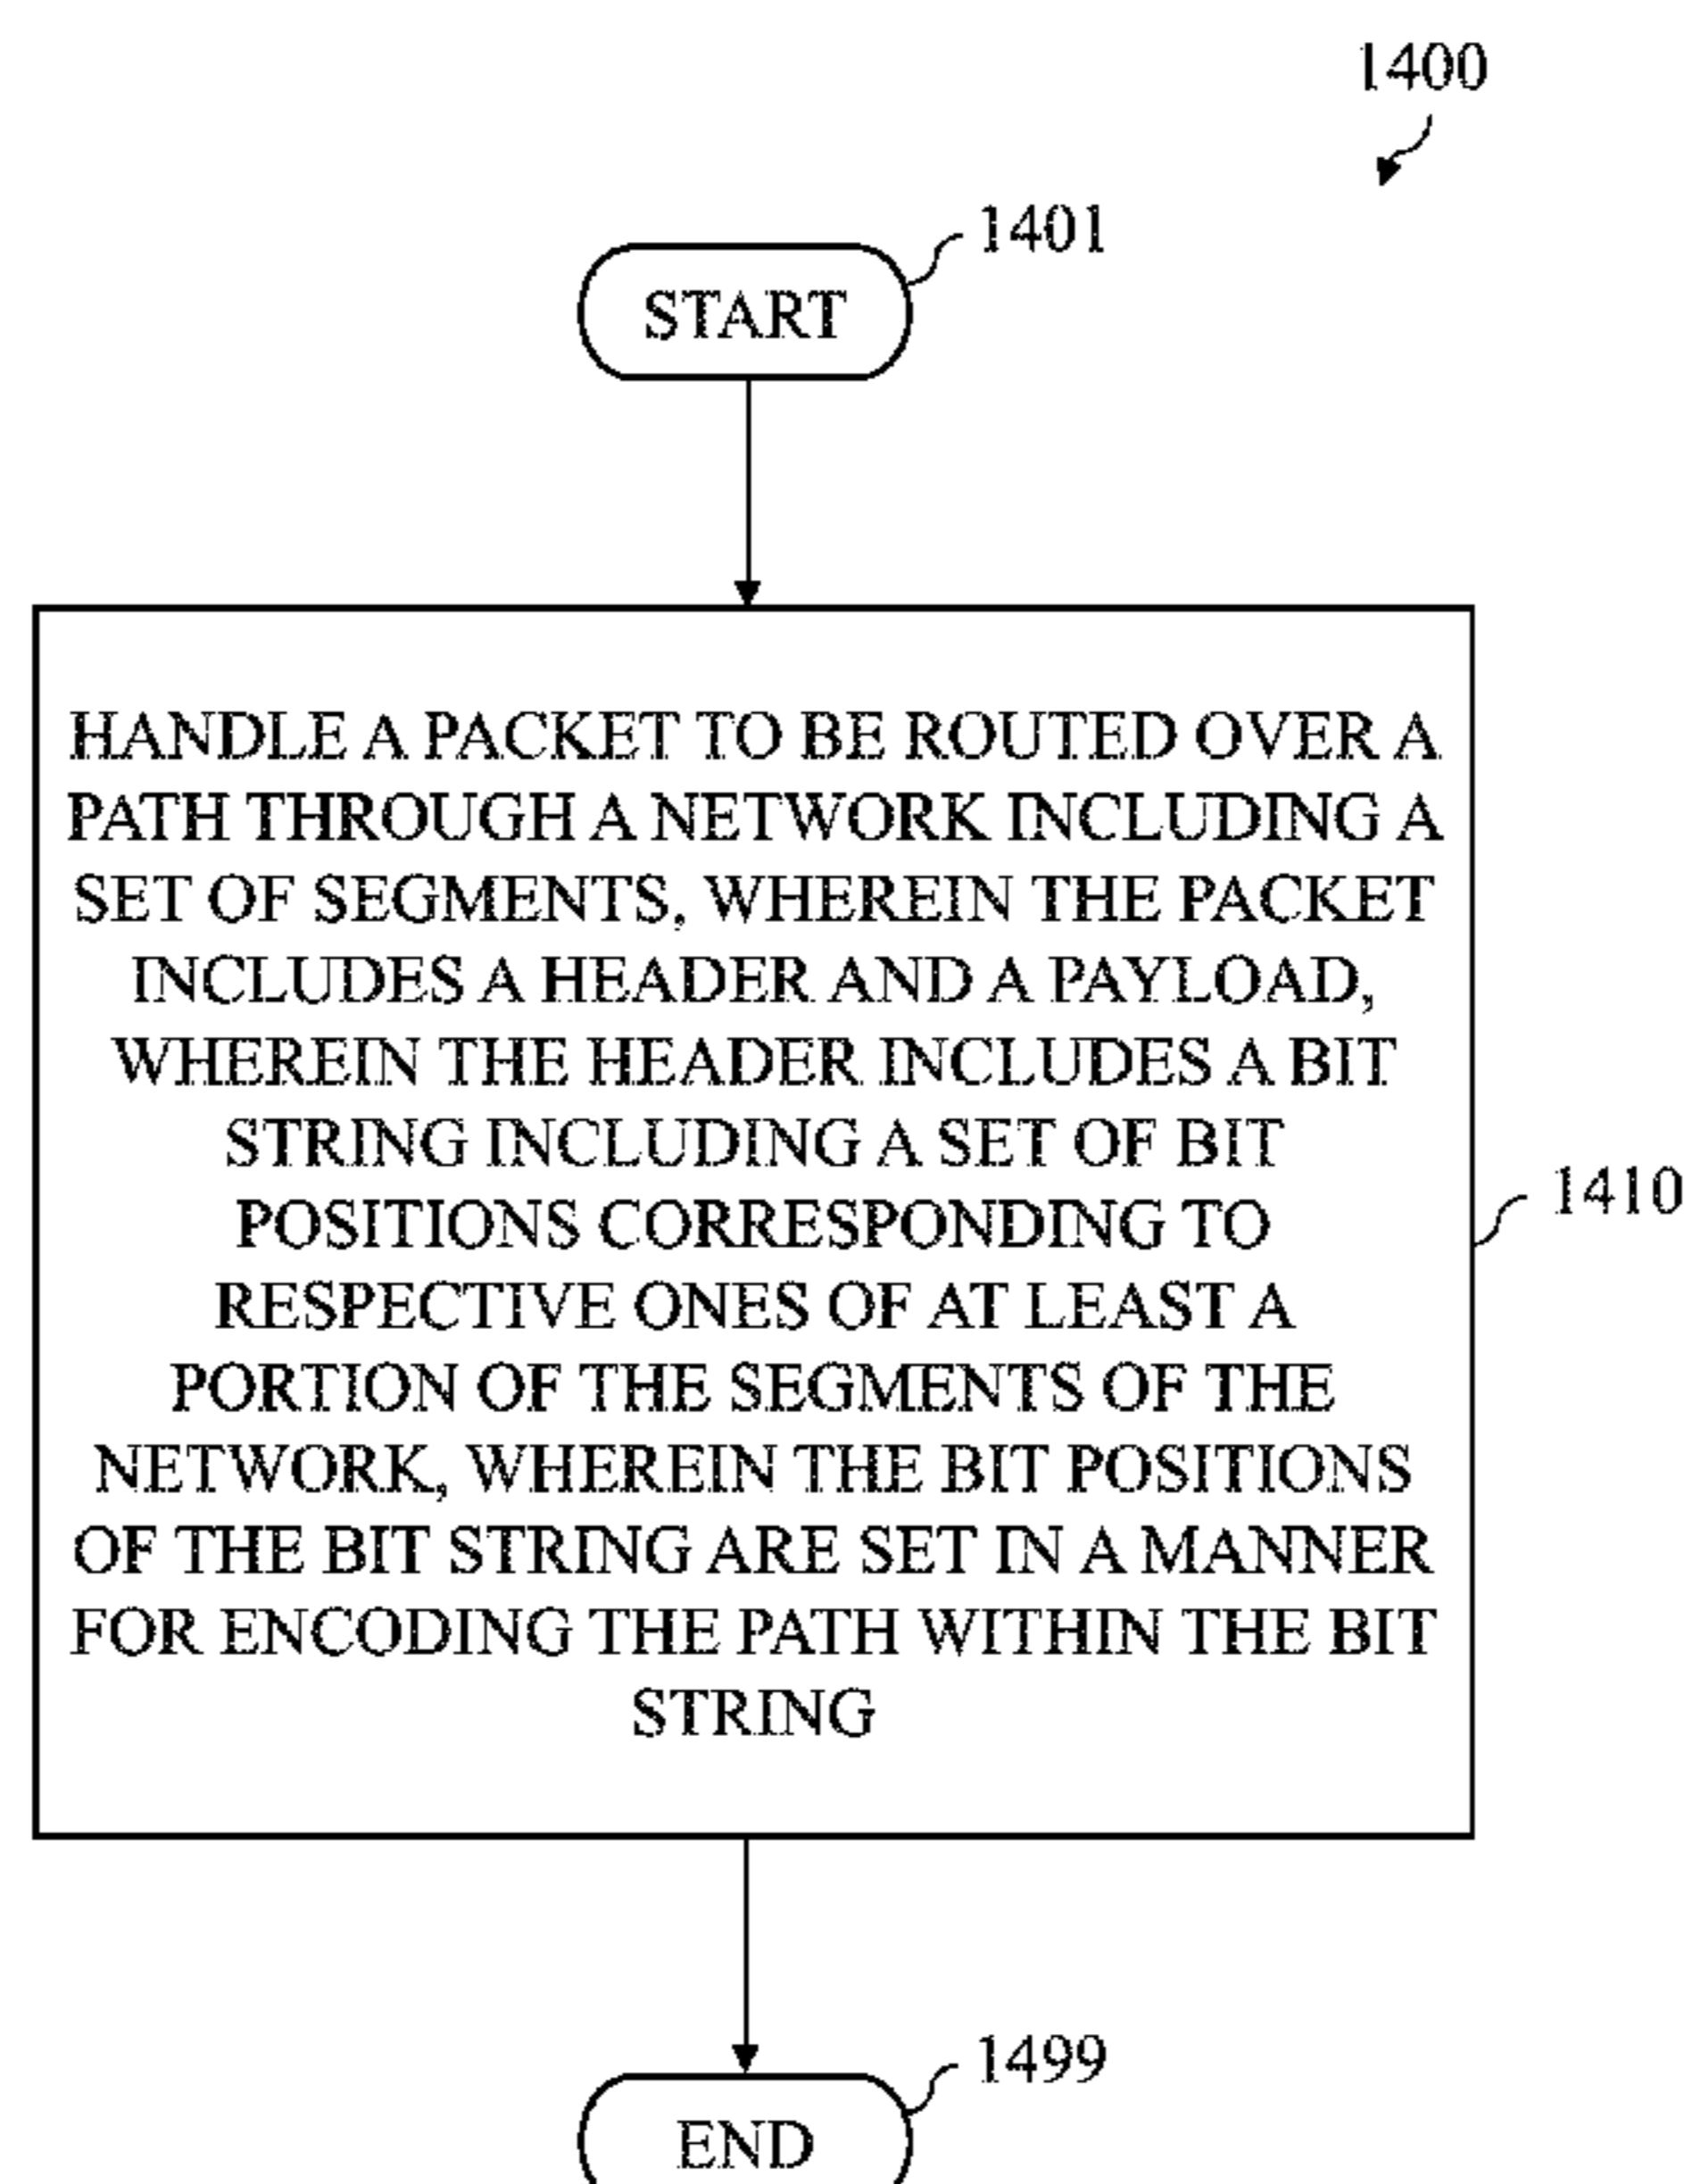 1400
1401
START
HANDLE A PACKET TO BE ROUTED OVER A
PATH THROUGH A NETWORK INCLUDING A
SET OF SEGMENTS, WHEREIN THE PACKET
INCLUDES A HEADER AND A PAYLOAD,
WHEREIN THE HEADER INCLUDES A BIT
STRING INCLUDING A SET OF BIT
POSITIONS CORRESPONDING TO
RESPECTIVE ONES OF AT LEAST A
PORTION OF THE SEGMENTS OF THE
NETWORK, WHEREIN THE BIT POSITIONS
OF THE BIT STRING ARE SET IN A MANNER
FOR ENCODING THE PATH WITHIN THE BIT
STRING
1410
1499
END